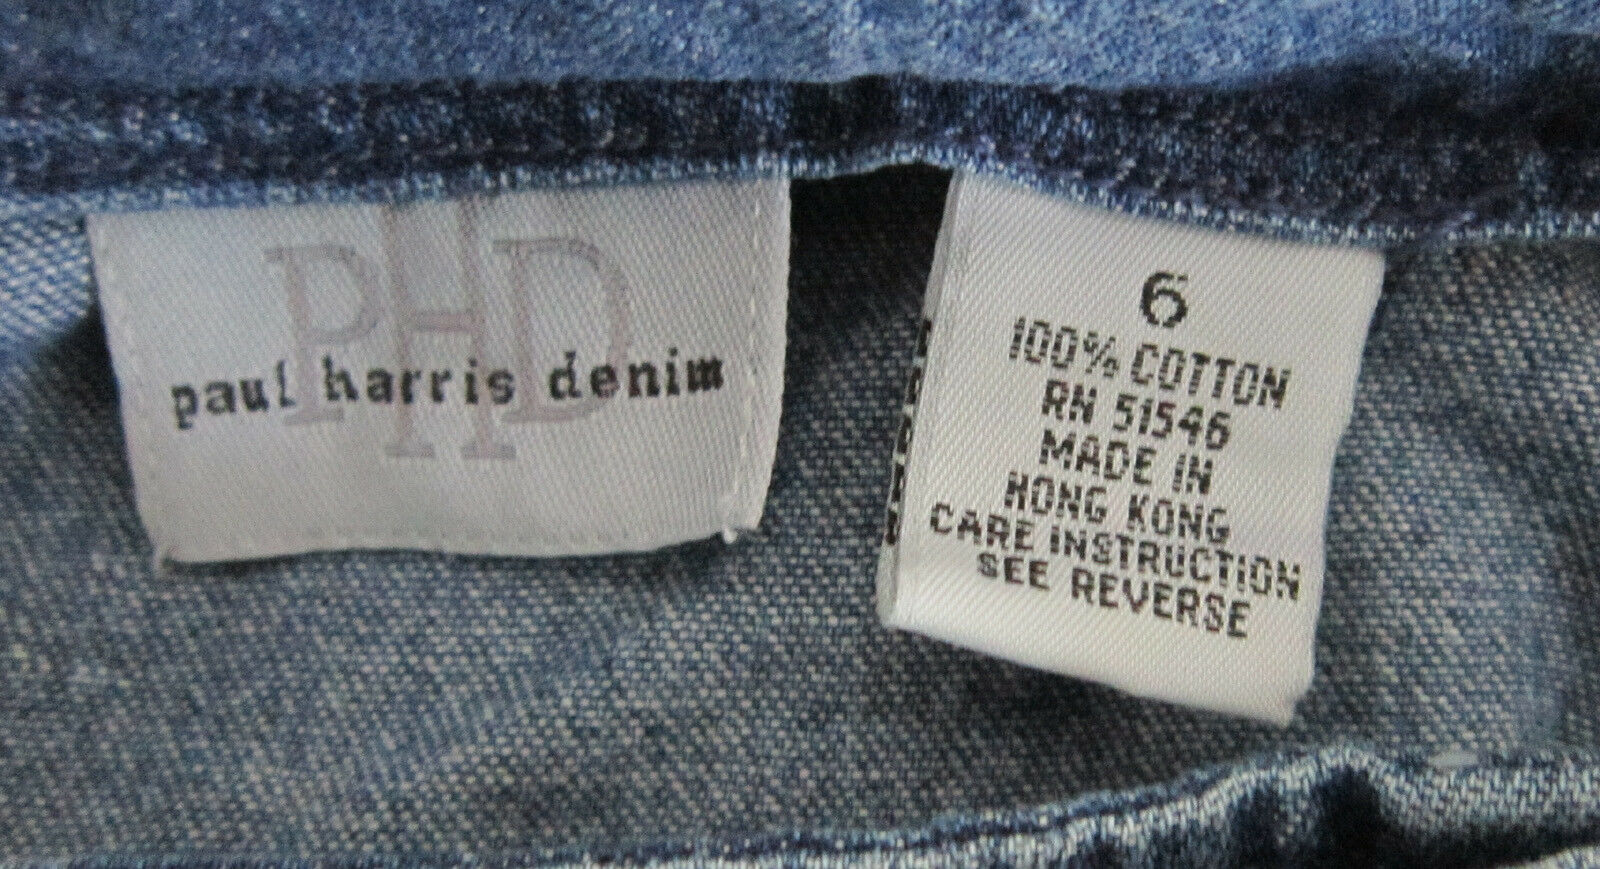 PHD
paul harris denim
6
100% COTTON
RN 51546
MADE IN
HONG KONG
CARE INSTRUCTION
SEE REVERSE